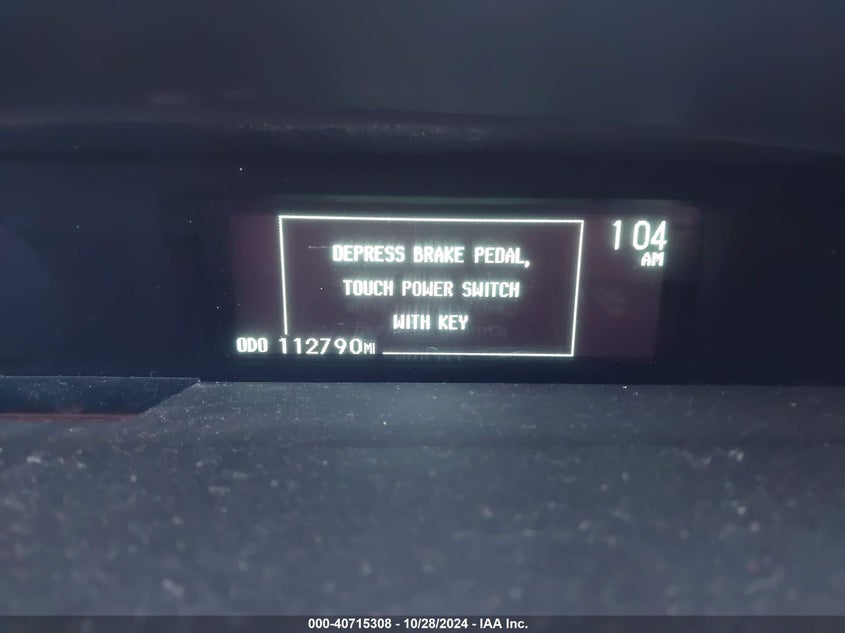 DEPRESS BRAKE PEDAL,
TOUCH POWER SWITCH
WITH KEY
1 04
AM
ODO 112790MI
000-40715308 - 10/28/2024 - IAA Inc.